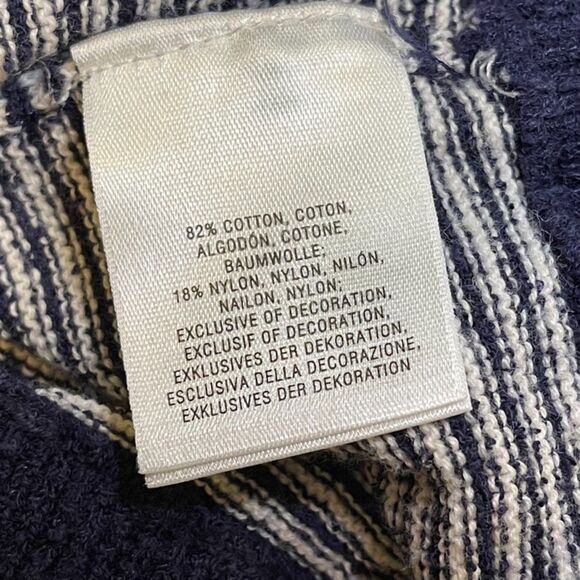 82% COTTON, COTON,
ALGODÓN, COTONE,
BAUMWOLLE;
18% NYLON, NYLON, NILÓN,
NAILON, NYLON;
EXCLUSIVE OF DECORATION,
EXCLUSIF OF DECORATION,
EXKLUSIVES DER DEKORATION,
ESCLUSIVA DELLA DECORAZIONE,
EXKLUSIVES DER DEKORATION